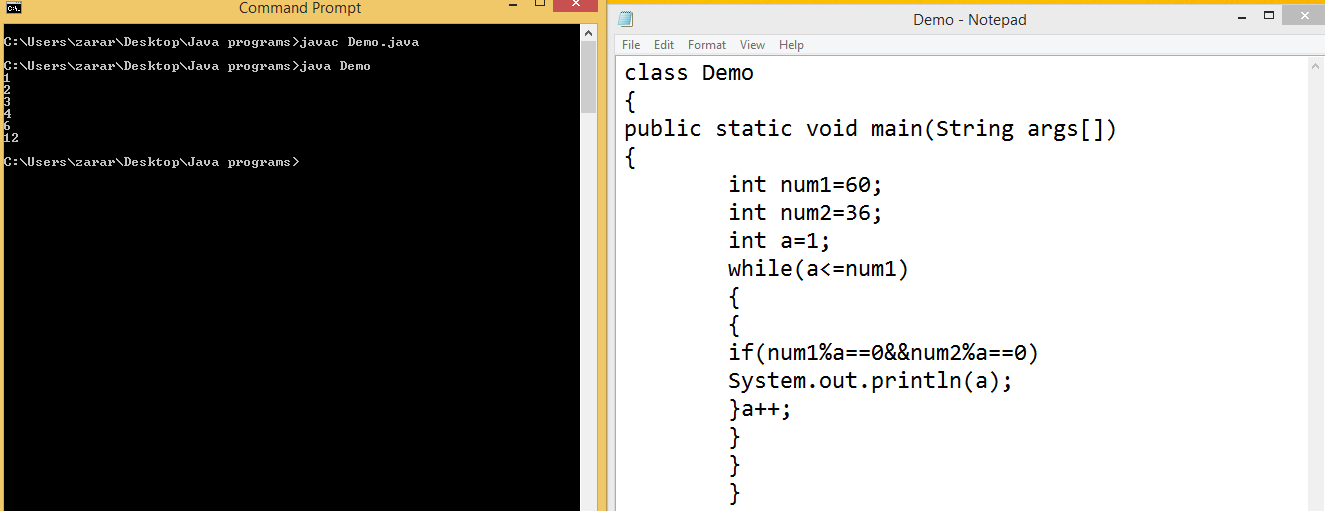 Command Prompt
C:\Users\zarar\Desktop\Java programs>javac Demo.java
C:\Users\zarar\Desktop\Java programs>java Demo
1
2
3
4
6
12
C:\Users\zarar\Desktop\Java programs>
Demo - Notepad
File Edit Format View Help
class Demo
{
public static void main(String args[])
{
int num1=60;
int num2=36;
int a=1;
while(a<=num1)
{
{
if(num1%a==0&&num2%a==0)
System.out.println(a);
}a++;
}
}
}